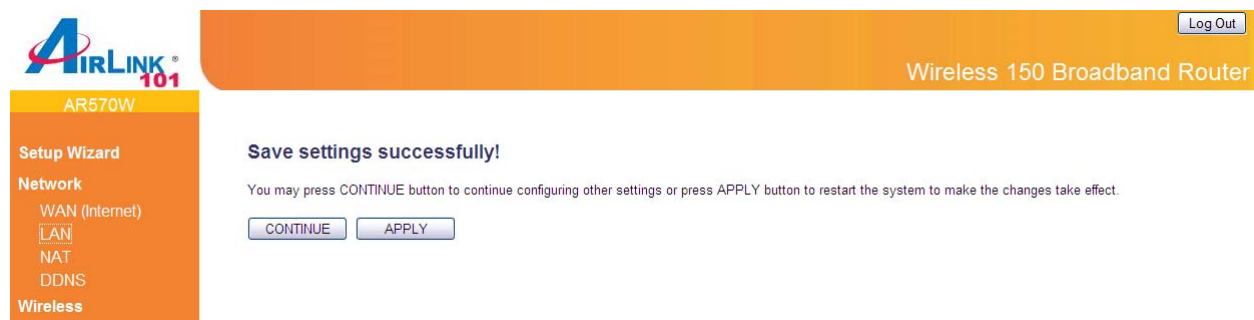 Log Out
AIRLINK®
101
Wireless 150 Broadband Router
AR570W
Setup Wizard
Network
WAN (Internet)
LAN
NAT
DDNS
Wireless
Save settings successfully!
You may press CONTINUE button to continue configuring other settings or press APPLY button to restart the system to make the changes take effect.
CONTINUE
APPLY